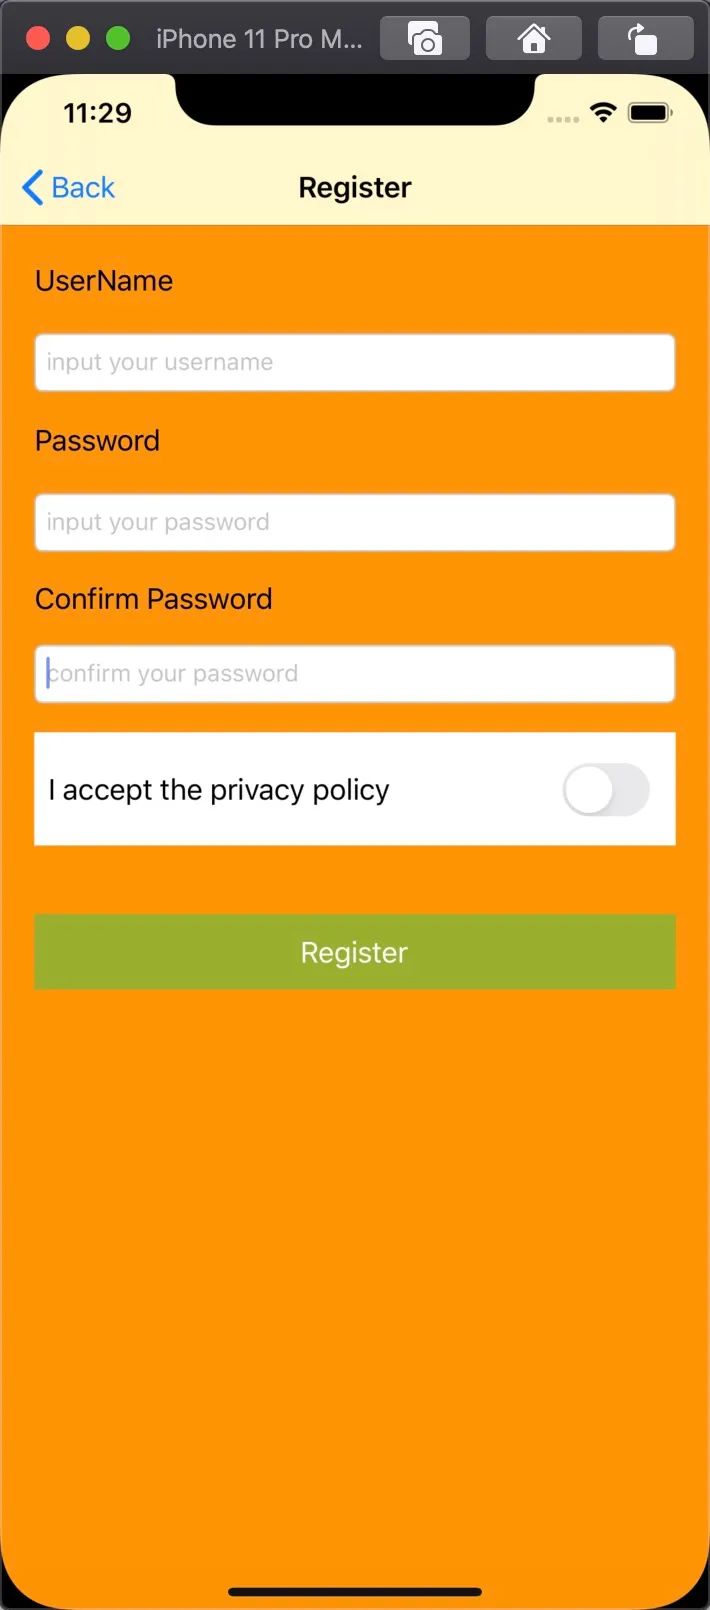 iPhone 11 Pro M...
11:29
Back
Register
UserName
input your username
Password
input your password
Confirm Password
confirm your password
I accept the privacy policy
Register